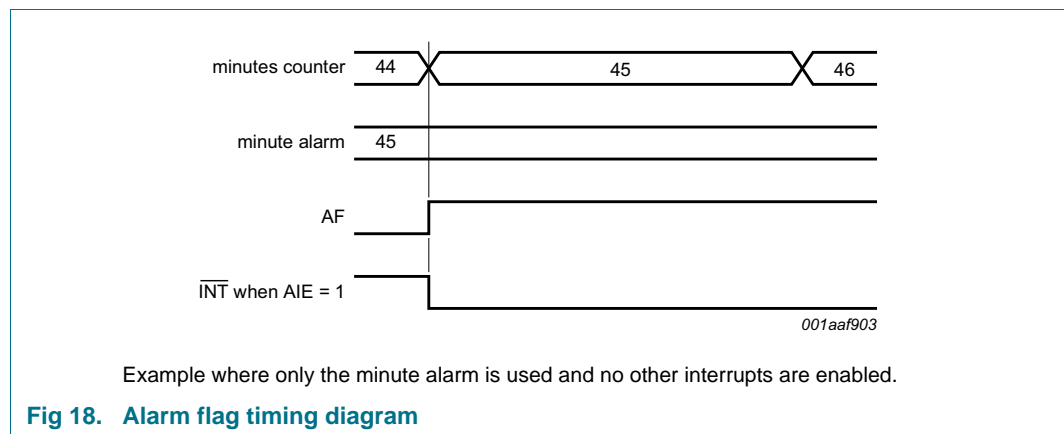 minutes counter 44 45 46
minute alarm 45
AF
INT when AIE = 1
001aaf903
Example where only the minute alarm is used and no other interrupts are enabled.
Fig 18. Alarm flag timing diagram